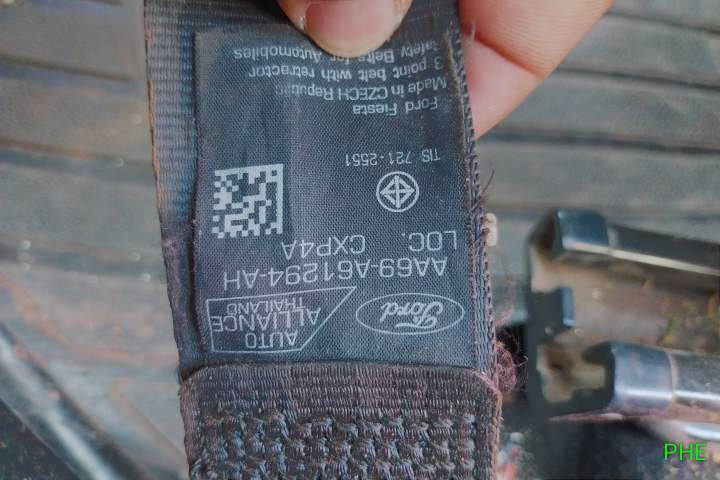 Ford
AUTO
ALLIANCE
THAILAND
AA69-A61294-AH
LOC. CXP4A
TIS 721-2551
Ford Fiesta
Made in CZECH Republic
3 point belt with retractor
Safety Belts for Automobiles
PHE